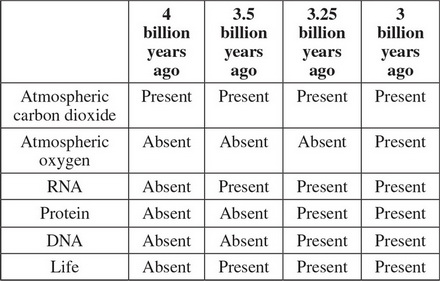 4 billion years ago 3.5 billion years ago 3.25 billion years ago 3 billion years ago
Atmospheric carbon dioxide Present Present Present Present
Atmospheric oxygen Absent Absent Absent Present
RNA Absent Present Present Present
Protein Absent Absent Present Present
DNA Absent Absent Present Present
Life Absent Present Present Present